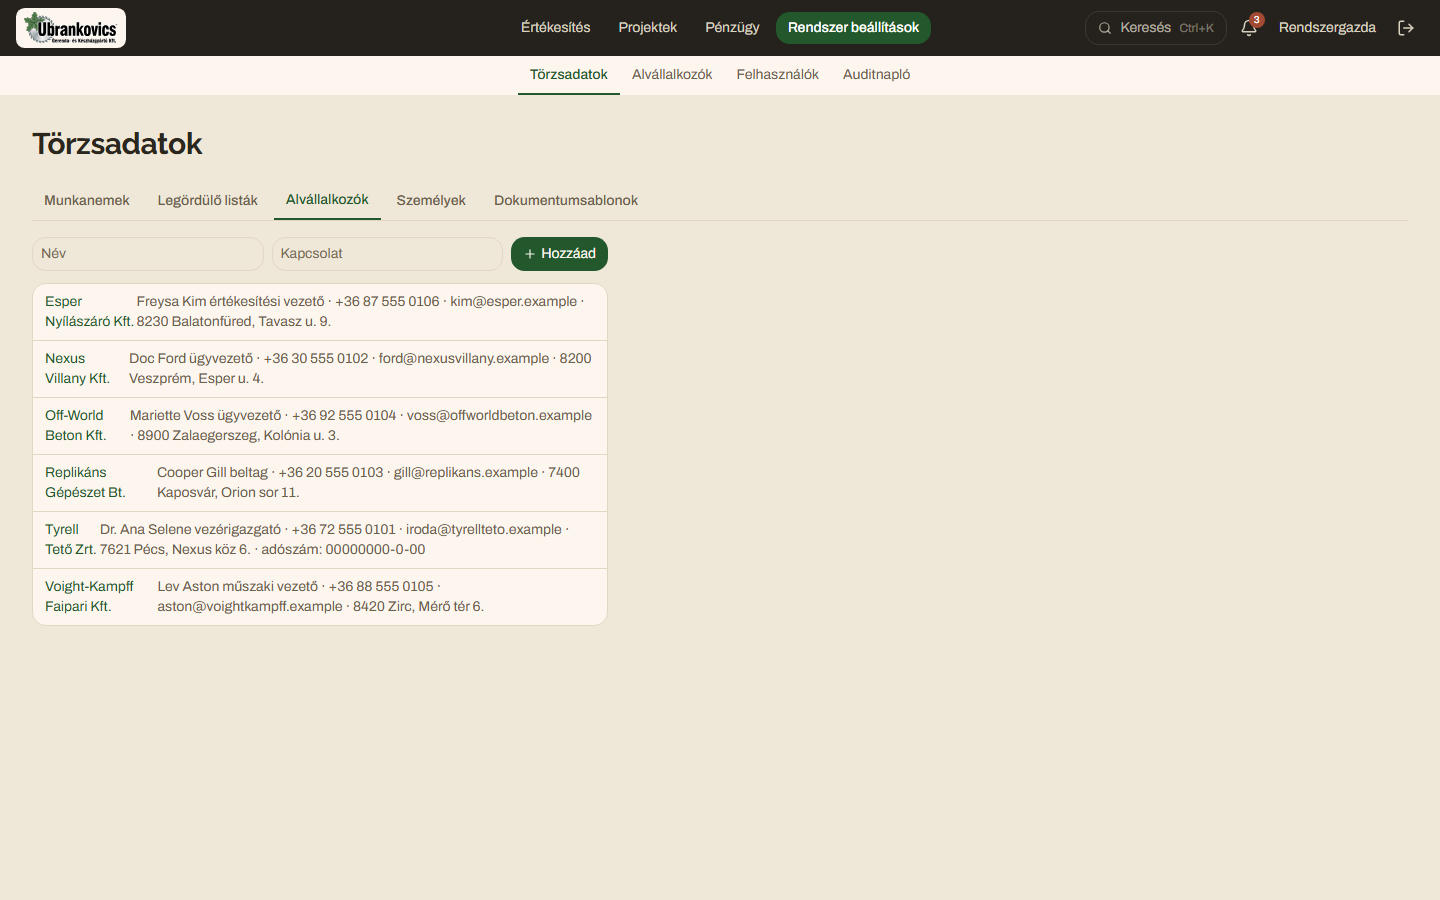 Ubrankovics
Gerenda- és Készházgyártó Kft.
Értékesítés Projektek Pénzügy Rendszer beállítások
Keresés Ctrl+K 3 Rendszergazda
Törzsadatok Alvállalkozók Felhasználók Auditnapló
Törzsadatok
Munkanemek Legördülő listák Alvállalkozók Személyek Dokumentumsablonok
Név Kapcsolat + Hozzáad
Esper Freysa Kim értékesítési vezető · +36 87 555 0106 · kim@esper.example ·
Nyílászáró Kft. 8230 Balatonfüred, Tavasz u. 9.
Nexus Doc Ford ügyvezető · +36 30 555 0102 · ford@nexusvillany.example · 8200
Villany Kft. Veszprém, Esper u. 4.
Off-World Mariette Voss ügyvezető · +36 92 555 0104 · voss@offworldbeton.example
Beton Kft. · 8900 Zalaegerszeg, Kolónia u. 3.
Replikáns Cooper Gill beltag · +36 20 555 0103 · gill@replikans.example · 7400
Gépészet Bt. Kaposvár, Orion sor 11.
Tyrell Dr. Ana Selene vezérigazgató · +36 72 555 0101 · iroda@tyrellteto.example ·
Tető Zrt. 7621 Pécs, Nexus köz 6. · adószám: 00000000-0-00
Voight-Kampff Lev Aston műszaki vezető · +36 88 555 0105 ·
Faipari Kft. aston@voightkampff.example · 8420 Zirc, Mérő tér 6.